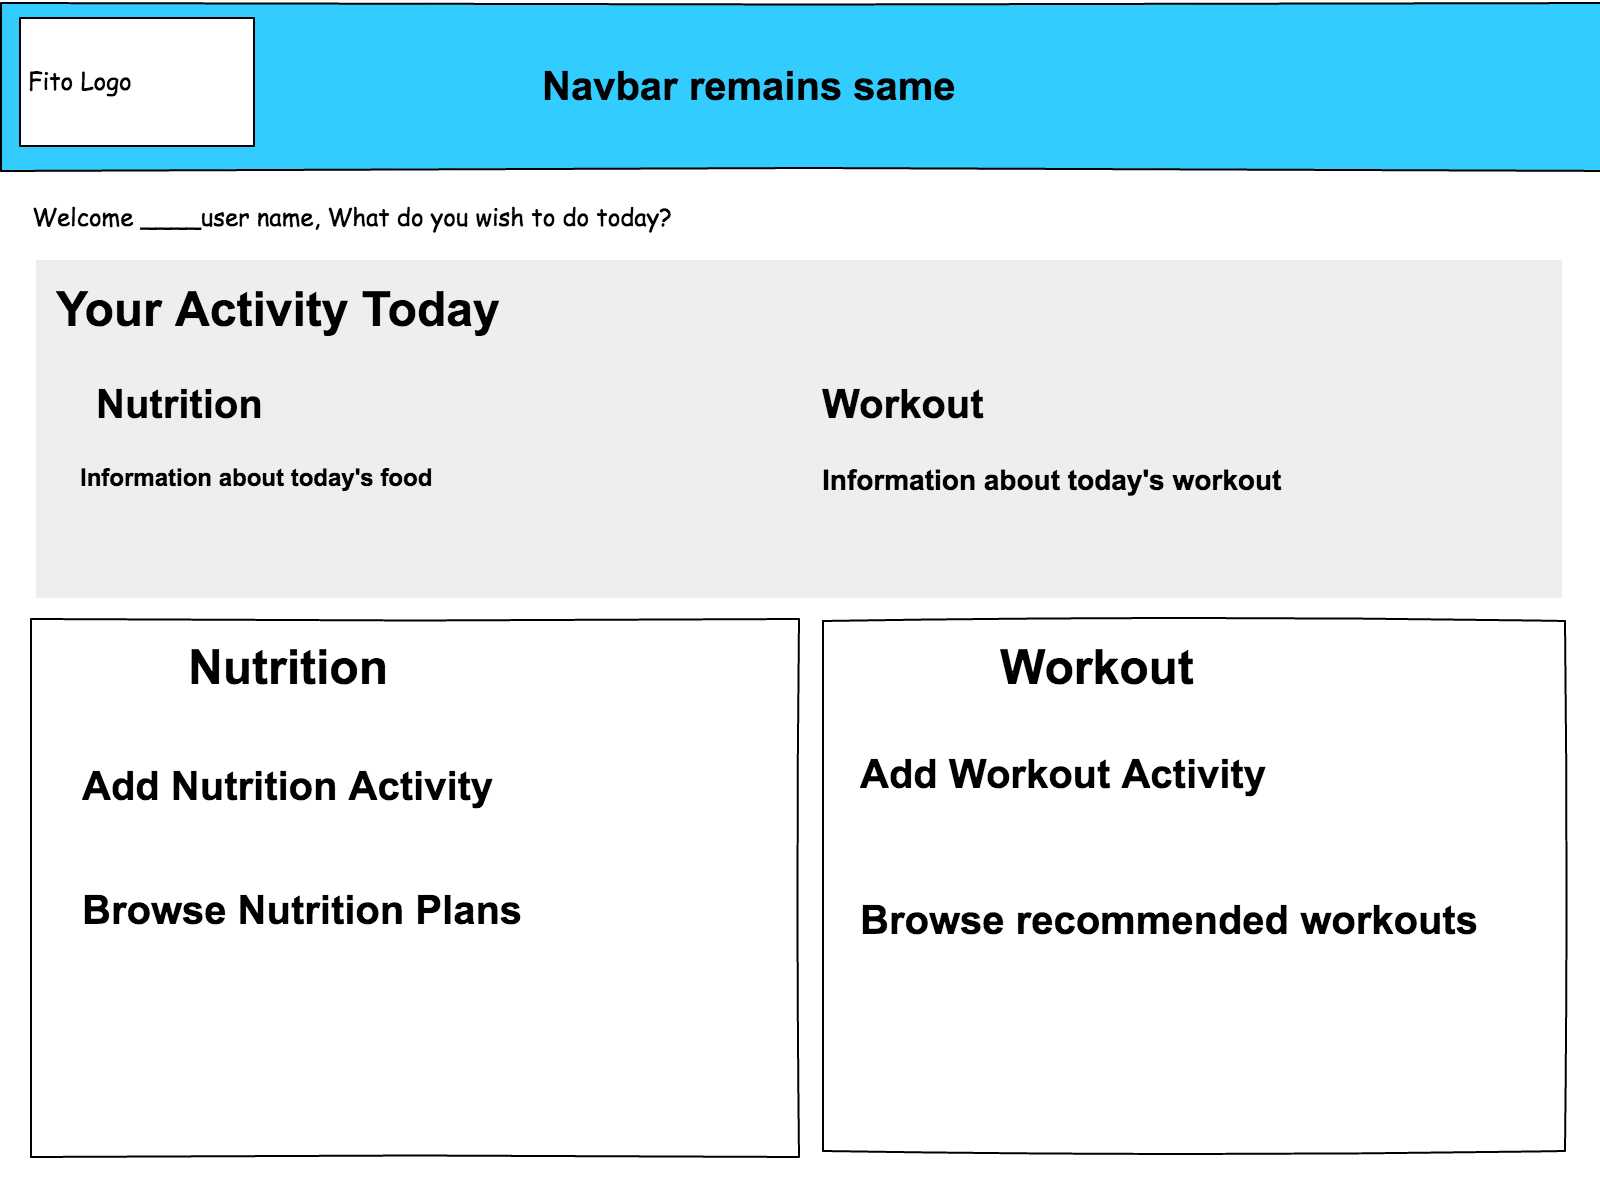 Fito Logo
Navbar remains same
Welcome ____user name, What do you wish to do today?
Your Activity Today
Nutrition
Information about today's food
Workout
Information about today's workout
Nutrition
Add Nutrition Activity
Browse Nutrition Plans
Workout
Add Workout Activity
Browse recommended workouts